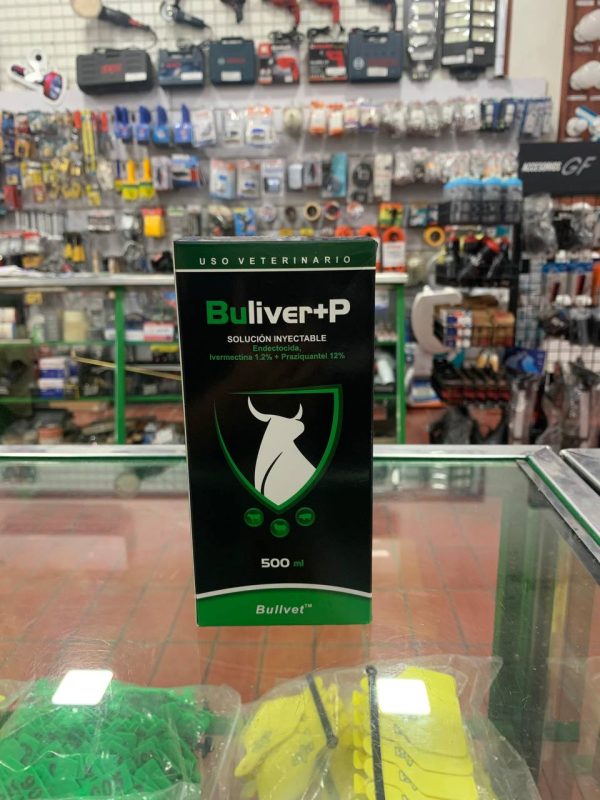 ACCESORIOS GF
USO VETERINARIO
Buliver+P
SOLUCIÓN INYECTABLE
Endectocida,
Ivermectina 1.2% + Praziquantel 12%
500 ml
Bullvet™